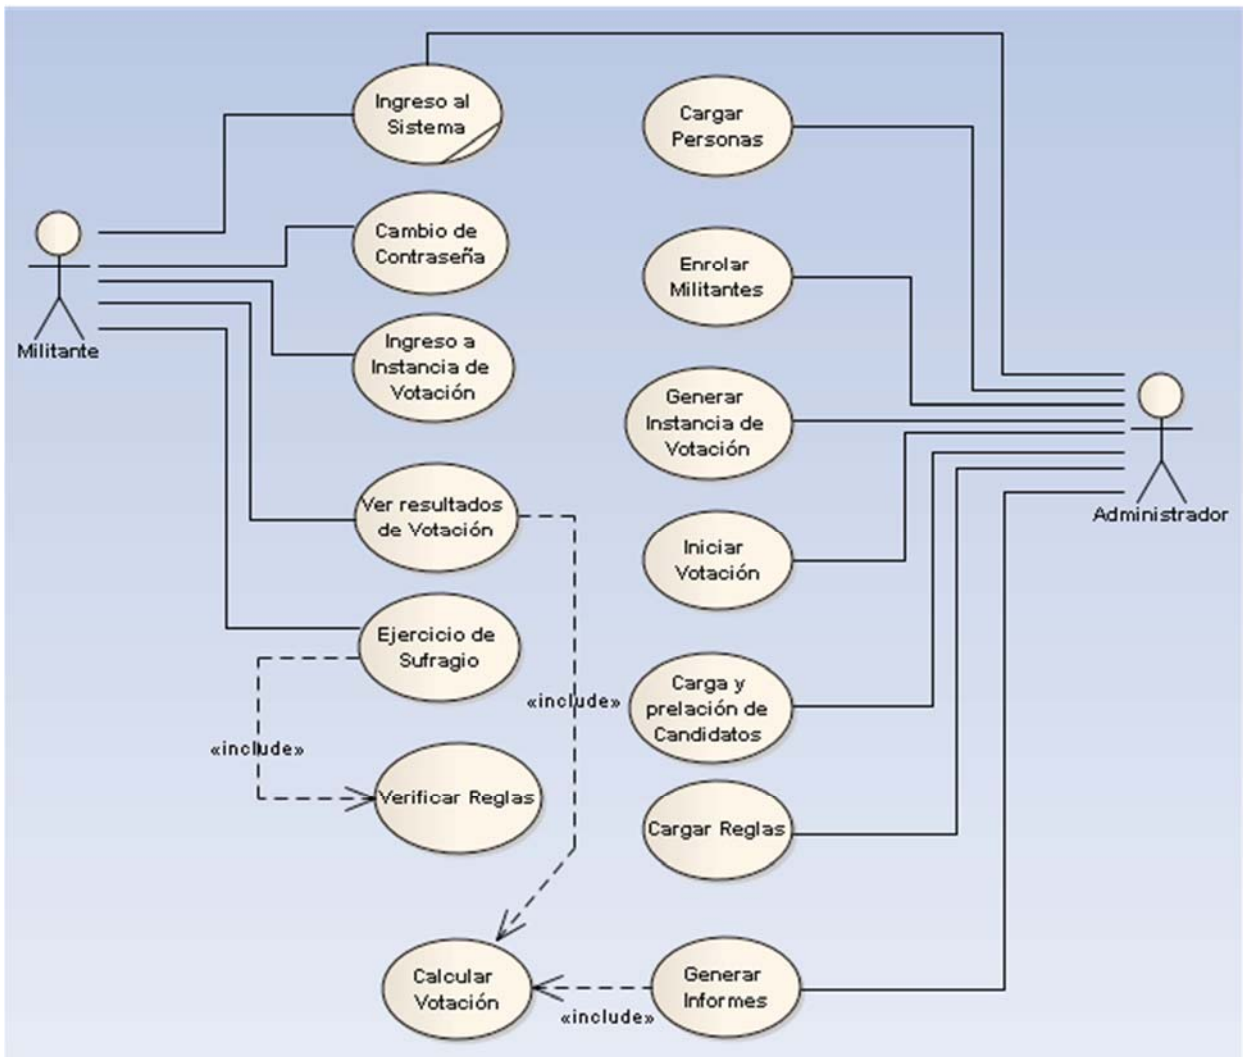 Ingreso al
Sistema
Cargar
Personas
Cambio de
Contraseña
Enrolar
Militantes
Militante
Ingreso a
Instancia de
Votación
Generar
Instancia de
Votación
Administrador
Ver resultados
de Votación
Iniciar
Votación
Ejercicio de
Sufragio
«include»
Carga y
prelación de
Candidatos
«include»
Verificar Reglas
Cargar Reglas
Calcular
Votación
«include»
Generar
Informes